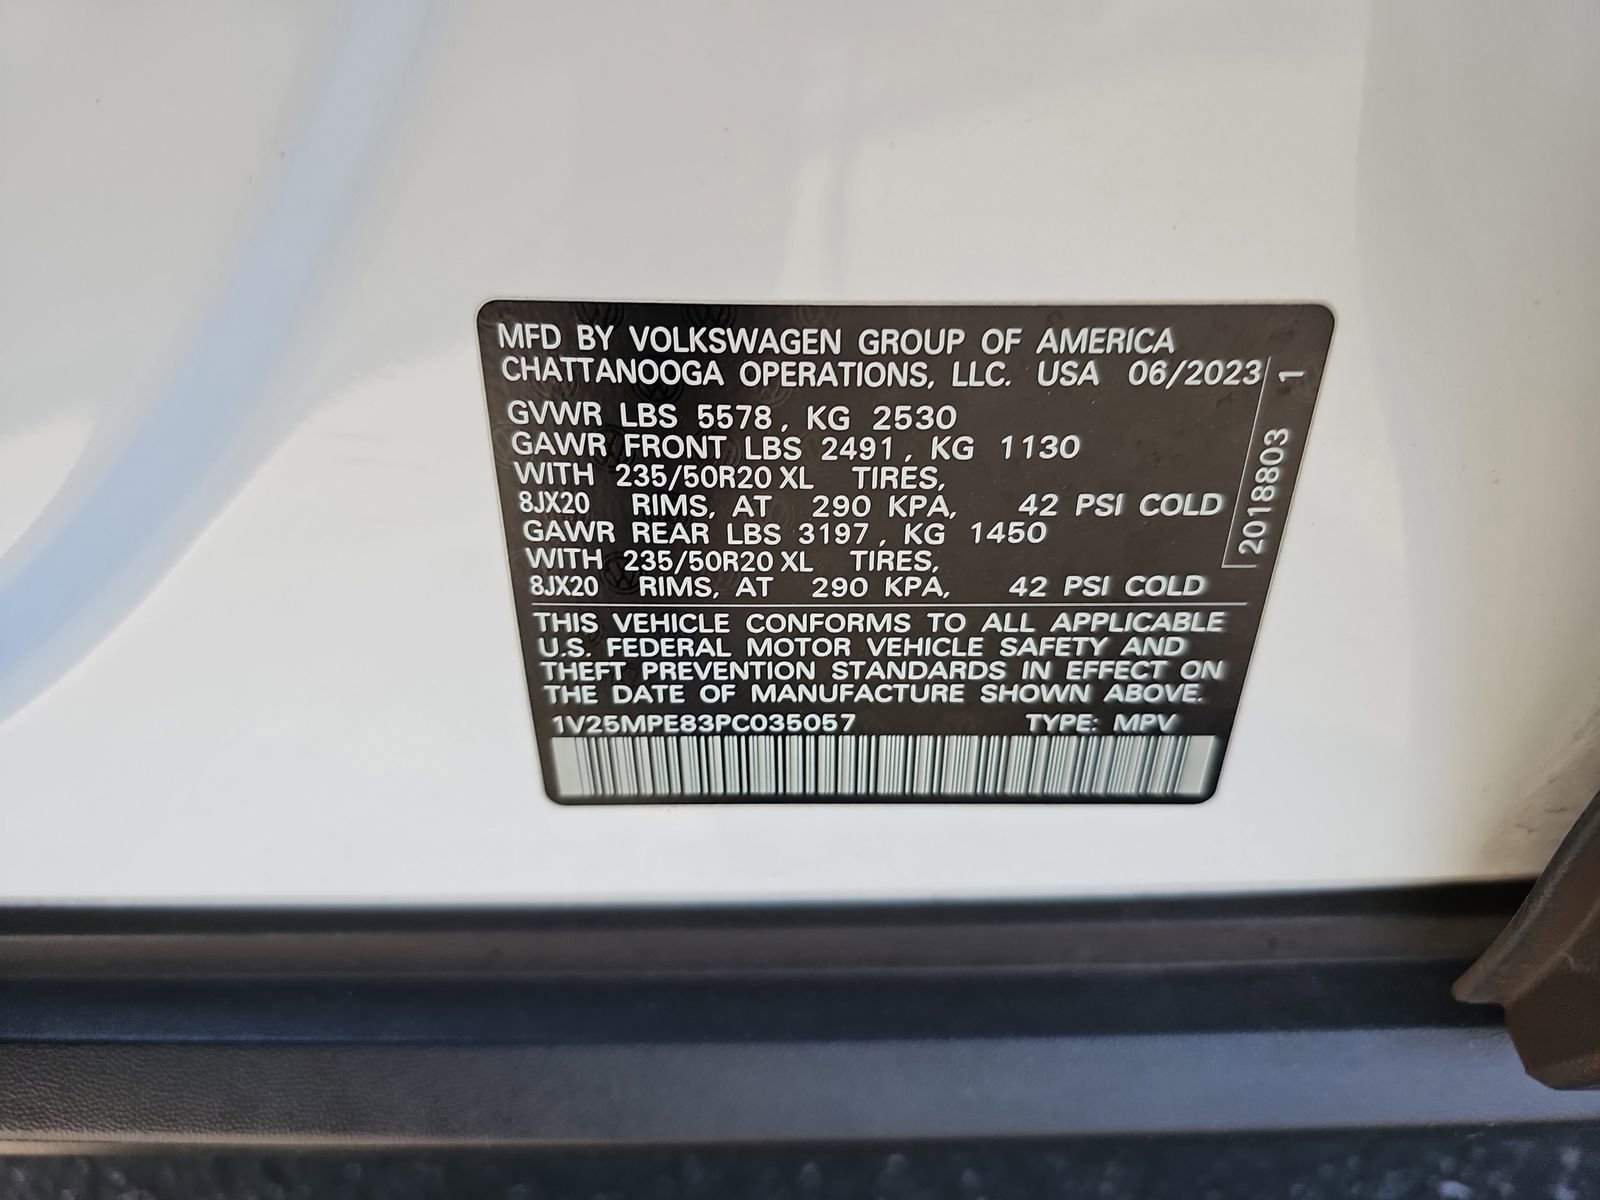 MFD BY VOLKSWAGEN GROUP OF AMERICA
CHATTANOOGA OPERATIONS, LLC. USA 06/2023
GVWR LBS 5578, KG 2530
GAWR FRONT LBS 2491, KG 1130
WITH 235/50R20 XL TIRES,
8JX20 RIMS, AT 290 KPA, 42 PSI COLD
GAWR REAR LBS 3197, KG 1450
WITH 235/50R20 XL TIRES,
8JX20 RIMS, AT 290 KPA, 42 PSI COLD
THIS VEHICLE CONFORMS TO ALL APPLICABLE
U.S. FEDERAL MOTOR VEHICLE SAFETY AND
THEFT PREVENTION STANDARDS IN EFFECT ON
THE DATE OF MANUFACTURE SHOWN ABOVE.
1V25MPE83PC035057 TYPE: MPV
2018803 1